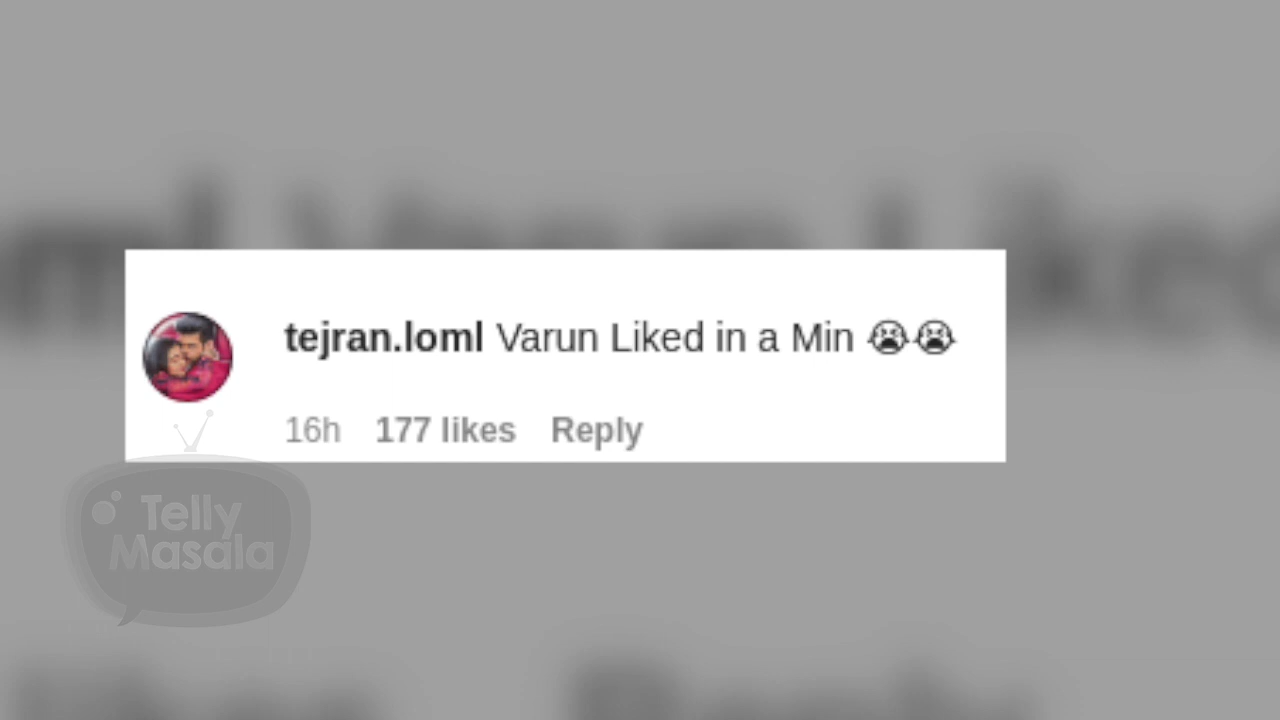 tejran.loml Varun Liked in a Min 😭😭
16h 177 likes Reply
Telly
Masala